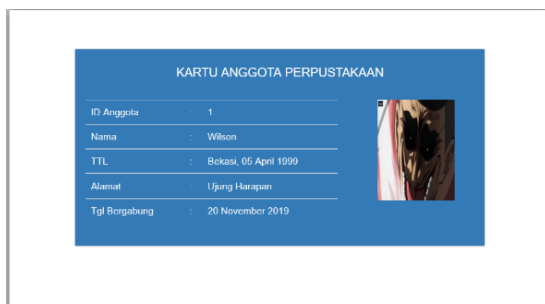 KARTU ANGGOTA PERPUSTAKAAN
ID Anggota : 1
Nama : Wilson
TTL : Bekasi, 05 April 1999
Alamat : Ujung Harapan
Tgl Bergabung : 20 November 2019